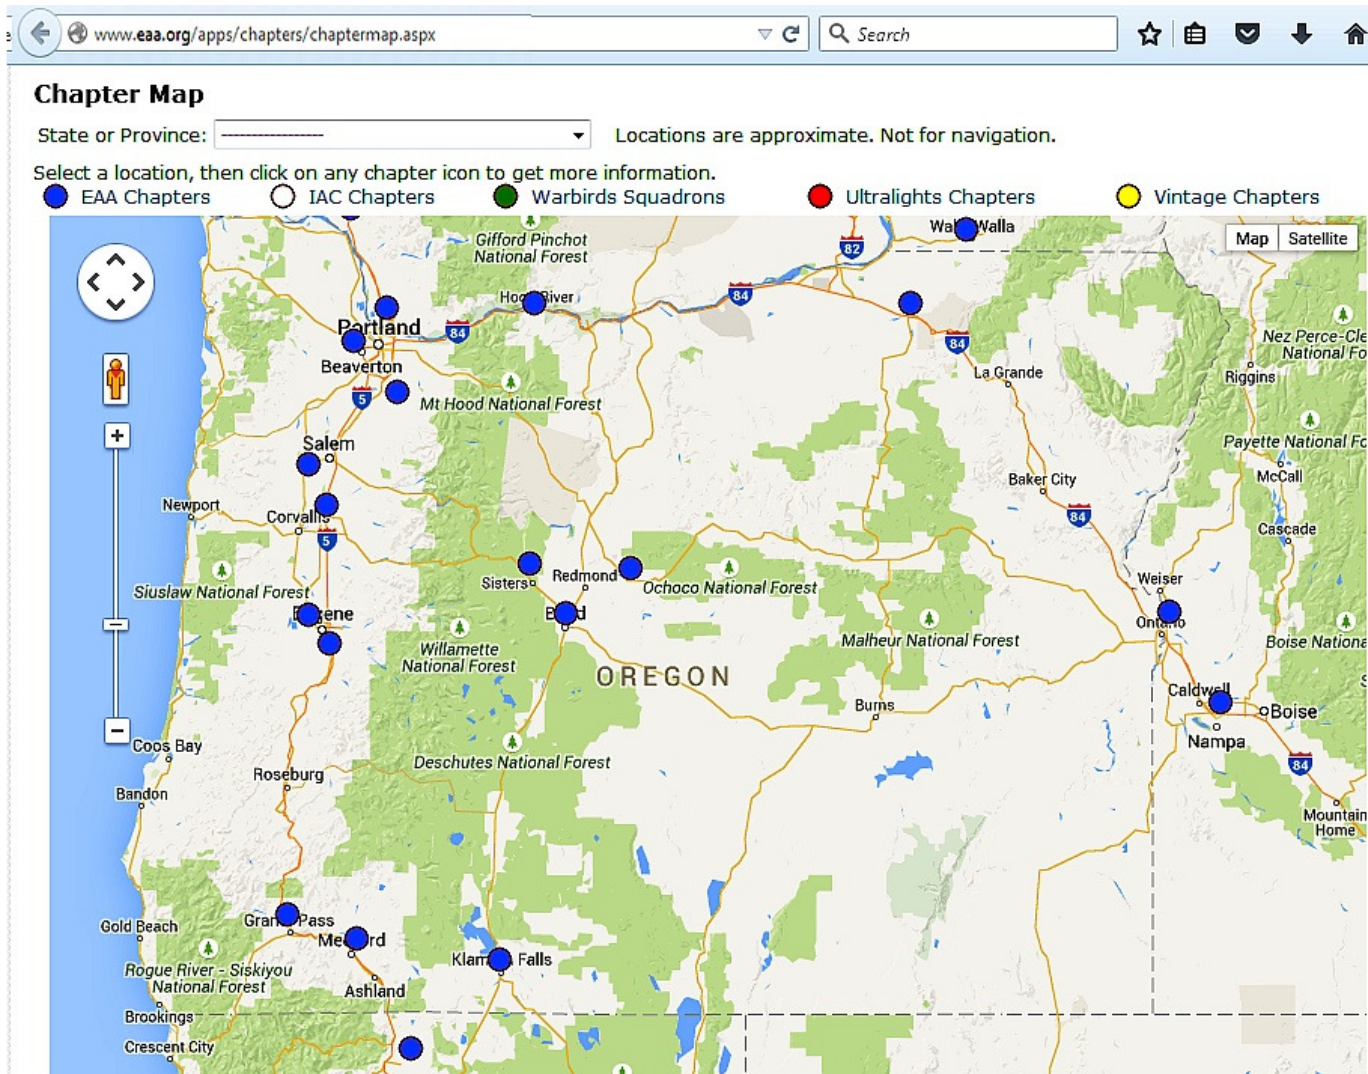 www.eaa.org/apps/chapters/chaptermap.aspx
Search
Chapter Map
State or Province: -----------------
Locations are approximate. Not for navigation.
Select a location, then click on any chapter icon to get more information.
EAA Chapters
IAC Chapters
Warbirds Squadrons
Ultralights Chapters
Vintage Chapters
Map
Satellite
Gifford Pinchot
National Forest
82
Hood River
84
Portland
84
Beaverton
84
La Grande
Nez Perce-Cle
National Fo
Riggins
5
Mt Hood National Forest
Salem
Payette National Fo
McCall
Baker City
Newport
Corvallis
84
Cascade
5
Sisters
Redmond
Ochoco National Forest
Weiser
Siuslaw National Forest
Eugene
Ontario
Willamette
National Forest
Malheur National Forest
Boise Nationa
OREGON
Caldwell
Burns
Boise
Nampa
Coos Bay
Deschutes National Forest
84
Roseburg
Bandon
Mountain
Home
Grants Pass
Gold Beach
Medford
Klamath Falls
Rogue River - Siskiyou
National Forest
Ashland
Brookings
Crescent City